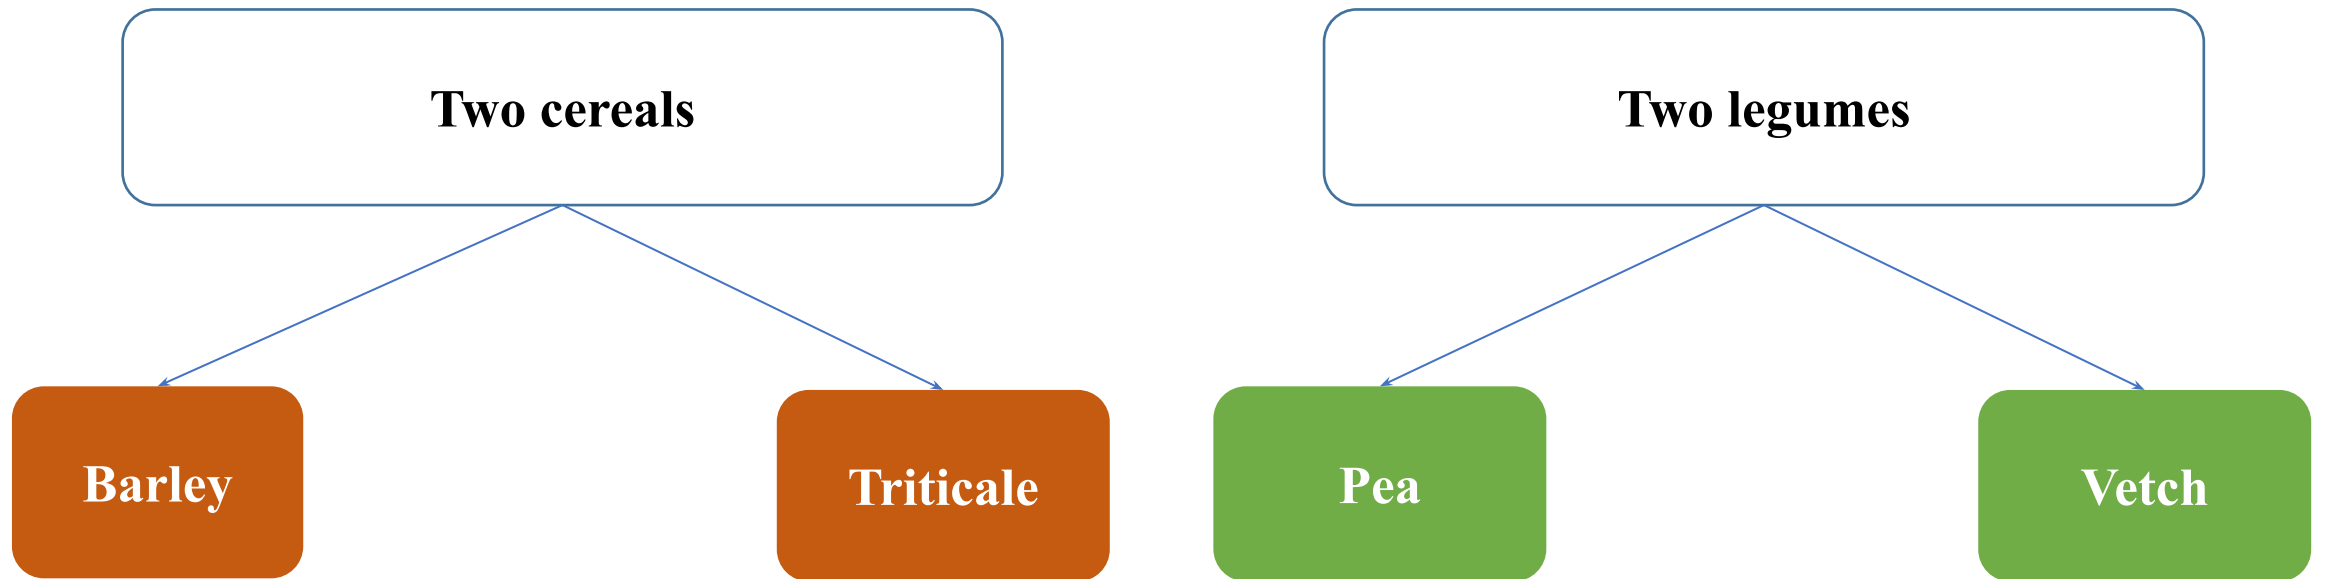 Two cereals
Two legumes
Barley
Triticale
Pea
Vetch